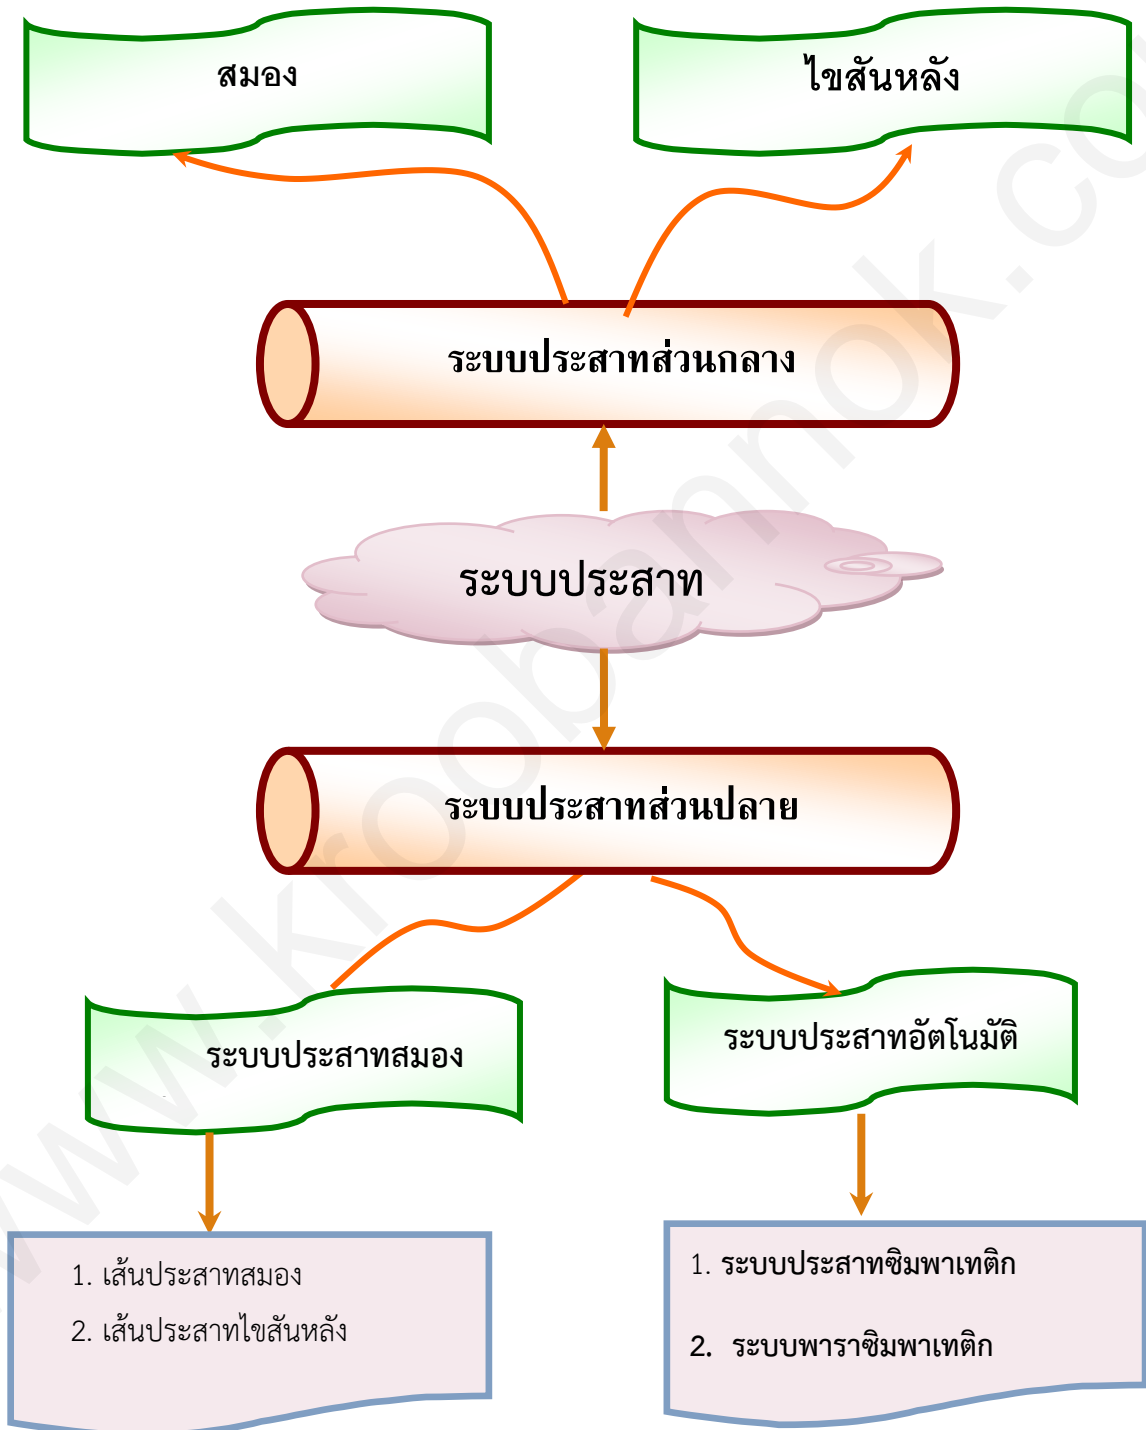 สมอง
ไขสันหลัง
ระบบประสาทส่วนกลาง
ระบบประสาท
ระบบประสาทส่วนปลาย
ระบบประสาทสมอง
ระบบประสาทอัตโนมัติ
1. เส้นประสาทสมอง
2. เส้นประสาทไขสันหลัง
1. ระบบประสาทซิมพาเทติก
2. ระบบพาราซิมพาเทติก
www.kroobannok.com